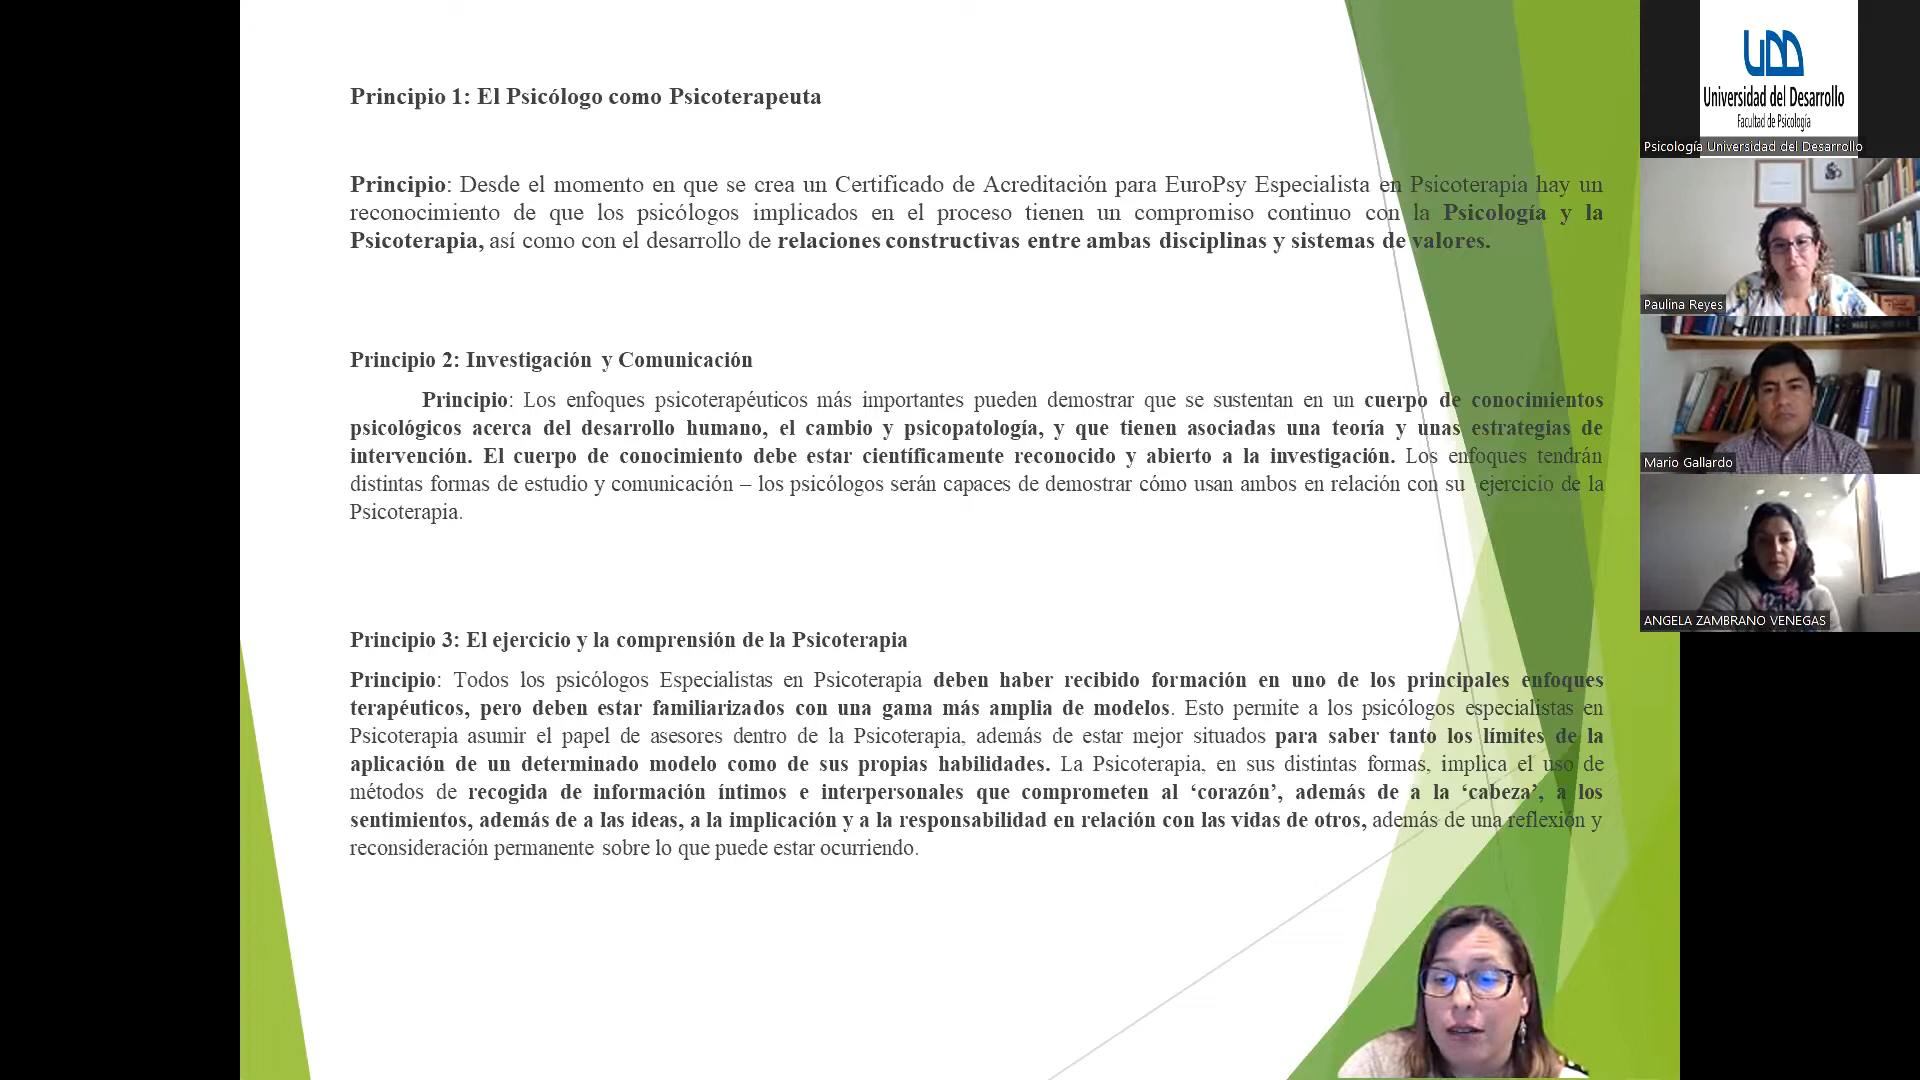 Principio 1: El Psicólogo como Psicoterapeuta
Principio: Desde el momento en que se crea un Certificado de Acreditación para EuroPsy Especialista en Psicoterapia hay un
reconocimiento de que los psicólogos implicados en el proceso tienen un compromiso continuo con la Psicología y la
Psicoterapia, así como con el desarrollo de relaciones constructivas entre ambas disciplinas y sistemas de valores.
Principio 2: Investigación y Comunicación
Principio: Los enfoques psicoterapéuticos más importantes pueden demostrar que se sustentan en un cuerpo de conocimientos
psicológicos acerca del desarrollo humano, el cambio y psicopatología, y que tienen asociadas una teoría y unas estrategias de
intervención. El cuerpo de conocimiento debe estar científicamente reconocido y abierto a la investigación. Los enfoques tendrán
distintas formas de estudio y comunicación – los psicólogos serán capaces de demostrar cómo usan ambos en relación con su ejercicio de la
Psicoterapia.
Principio 3: El ejercicio y la comprensión de la Psicoterapia
Principio: Todos los psicólogos Especialistas en Psicoterapia deben haber recibido formación en uno de los principales enfoques
terapéuticos, pero deben estar familiarizados con una gama más amplia de modelos. Esto permite a los psicólogos especialistas en
Psicoterapia asumir el papel de asesores dentro de la Psicoterapia, además de estar mejor situados para saber tanto los límites de la
aplicación de un determinado modelo como de sus propias habilidades. La Psicoterapia, en sus distintas formas, implica el uso de
métodos de recogida de información íntimos e interpersonales que comprometen al ‘corazón’, además de a la ‘cabeza’, a los
sentimientos, además de a las ideas, a la implicación y a la responsabilidad en relación con las vidas de otros, además de una reflexión y
reconsideración permanente sobre lo que puede estar ocurriendo.
UDD
Universidad del Desarrollo
Facultad de Psicología
Psicología Universidad del Desarrollo
Paulina Reyes
Mario Gallardo
ANGELA ZAMBRANO VENEGAS